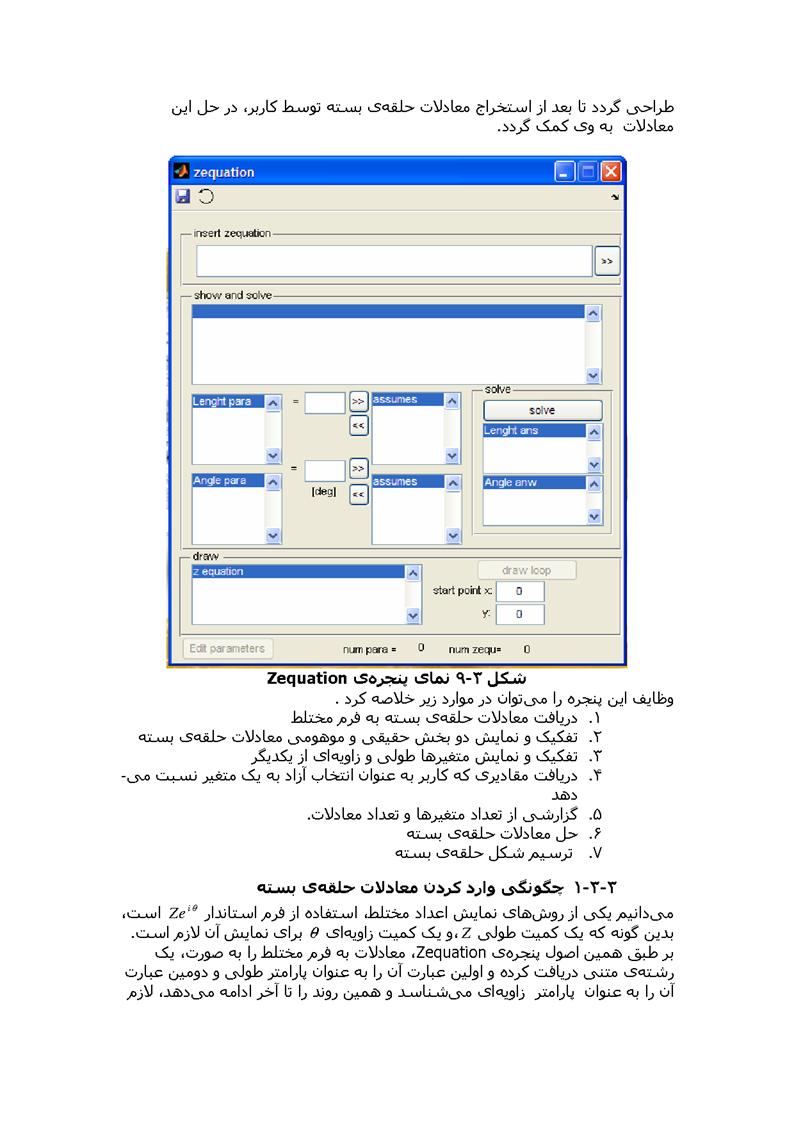 طراحی گردد تا بعد از استخراج معادلات حلقه‌ی بسته توسط کاربر، در حل این
معادلات به وی کمک گردد.
zequation
insert zequation
>>
show and solve
Lenght para
=
>>
<<
assumes
solve
solve
Lenght ans
Angle para
=
[deg]
>>
<<
assumes
Angle anw
draw
z equation
draw loop
start point x: 0
y: 0
Edit parameters
num para = 0
num zequ= 0
شکل ۳-۹ نمای پنجره‌ی Zequation
وظایف این پنجره را می‌توان در موارد زیر خلاصه کرد .
۱. دریافت معادلات حلقه‌ی بسته به فرم مختلط
۲. تفکیک و نمایش دو بخش حقیقی و موهومی معادلات حلقه‌ی بسته
۳. تفکیک و نمایش متغیرها طولی و زاویه‌ای از یکدیگر
۴. دریافت مقادیری که کاربر به عنوان انتخاب آزاد به یک متغیر نسبت می-
دهد
۵. گزارشی از تعداد متغیرها و تعداد معادلات.
۶. حل معادلات حلقه‌ی بسته
۷. ترسیم شکل حلقه‌ی بسته
۱-۳-۳ چگونگی وارد کردن معادلات حلقه‌ی بسته
می‌دانیم یکی از روش‌های نمایش اعداد مختلط، استفاده از فرم استاندار Ze^{iθ} است،
بدین گونه که یک کمیت طولی Z ،و یک کمیت زاویه‌ای θ برای نمایش آن لازم است.
بر طبق همین اصول پنجره‌ی Zequation، معادلات به فرم مختلط را به صورت، یک
رشته‌ی متنی دریافت کرده و اولین عبارت آن را به عنوان پارامتر طولی و دومین عبارت
آن را به عنوان پارامتر زاویه‌ای می‌شناسد و همین روند را تا آخر ادامه می‌دهد، لازم